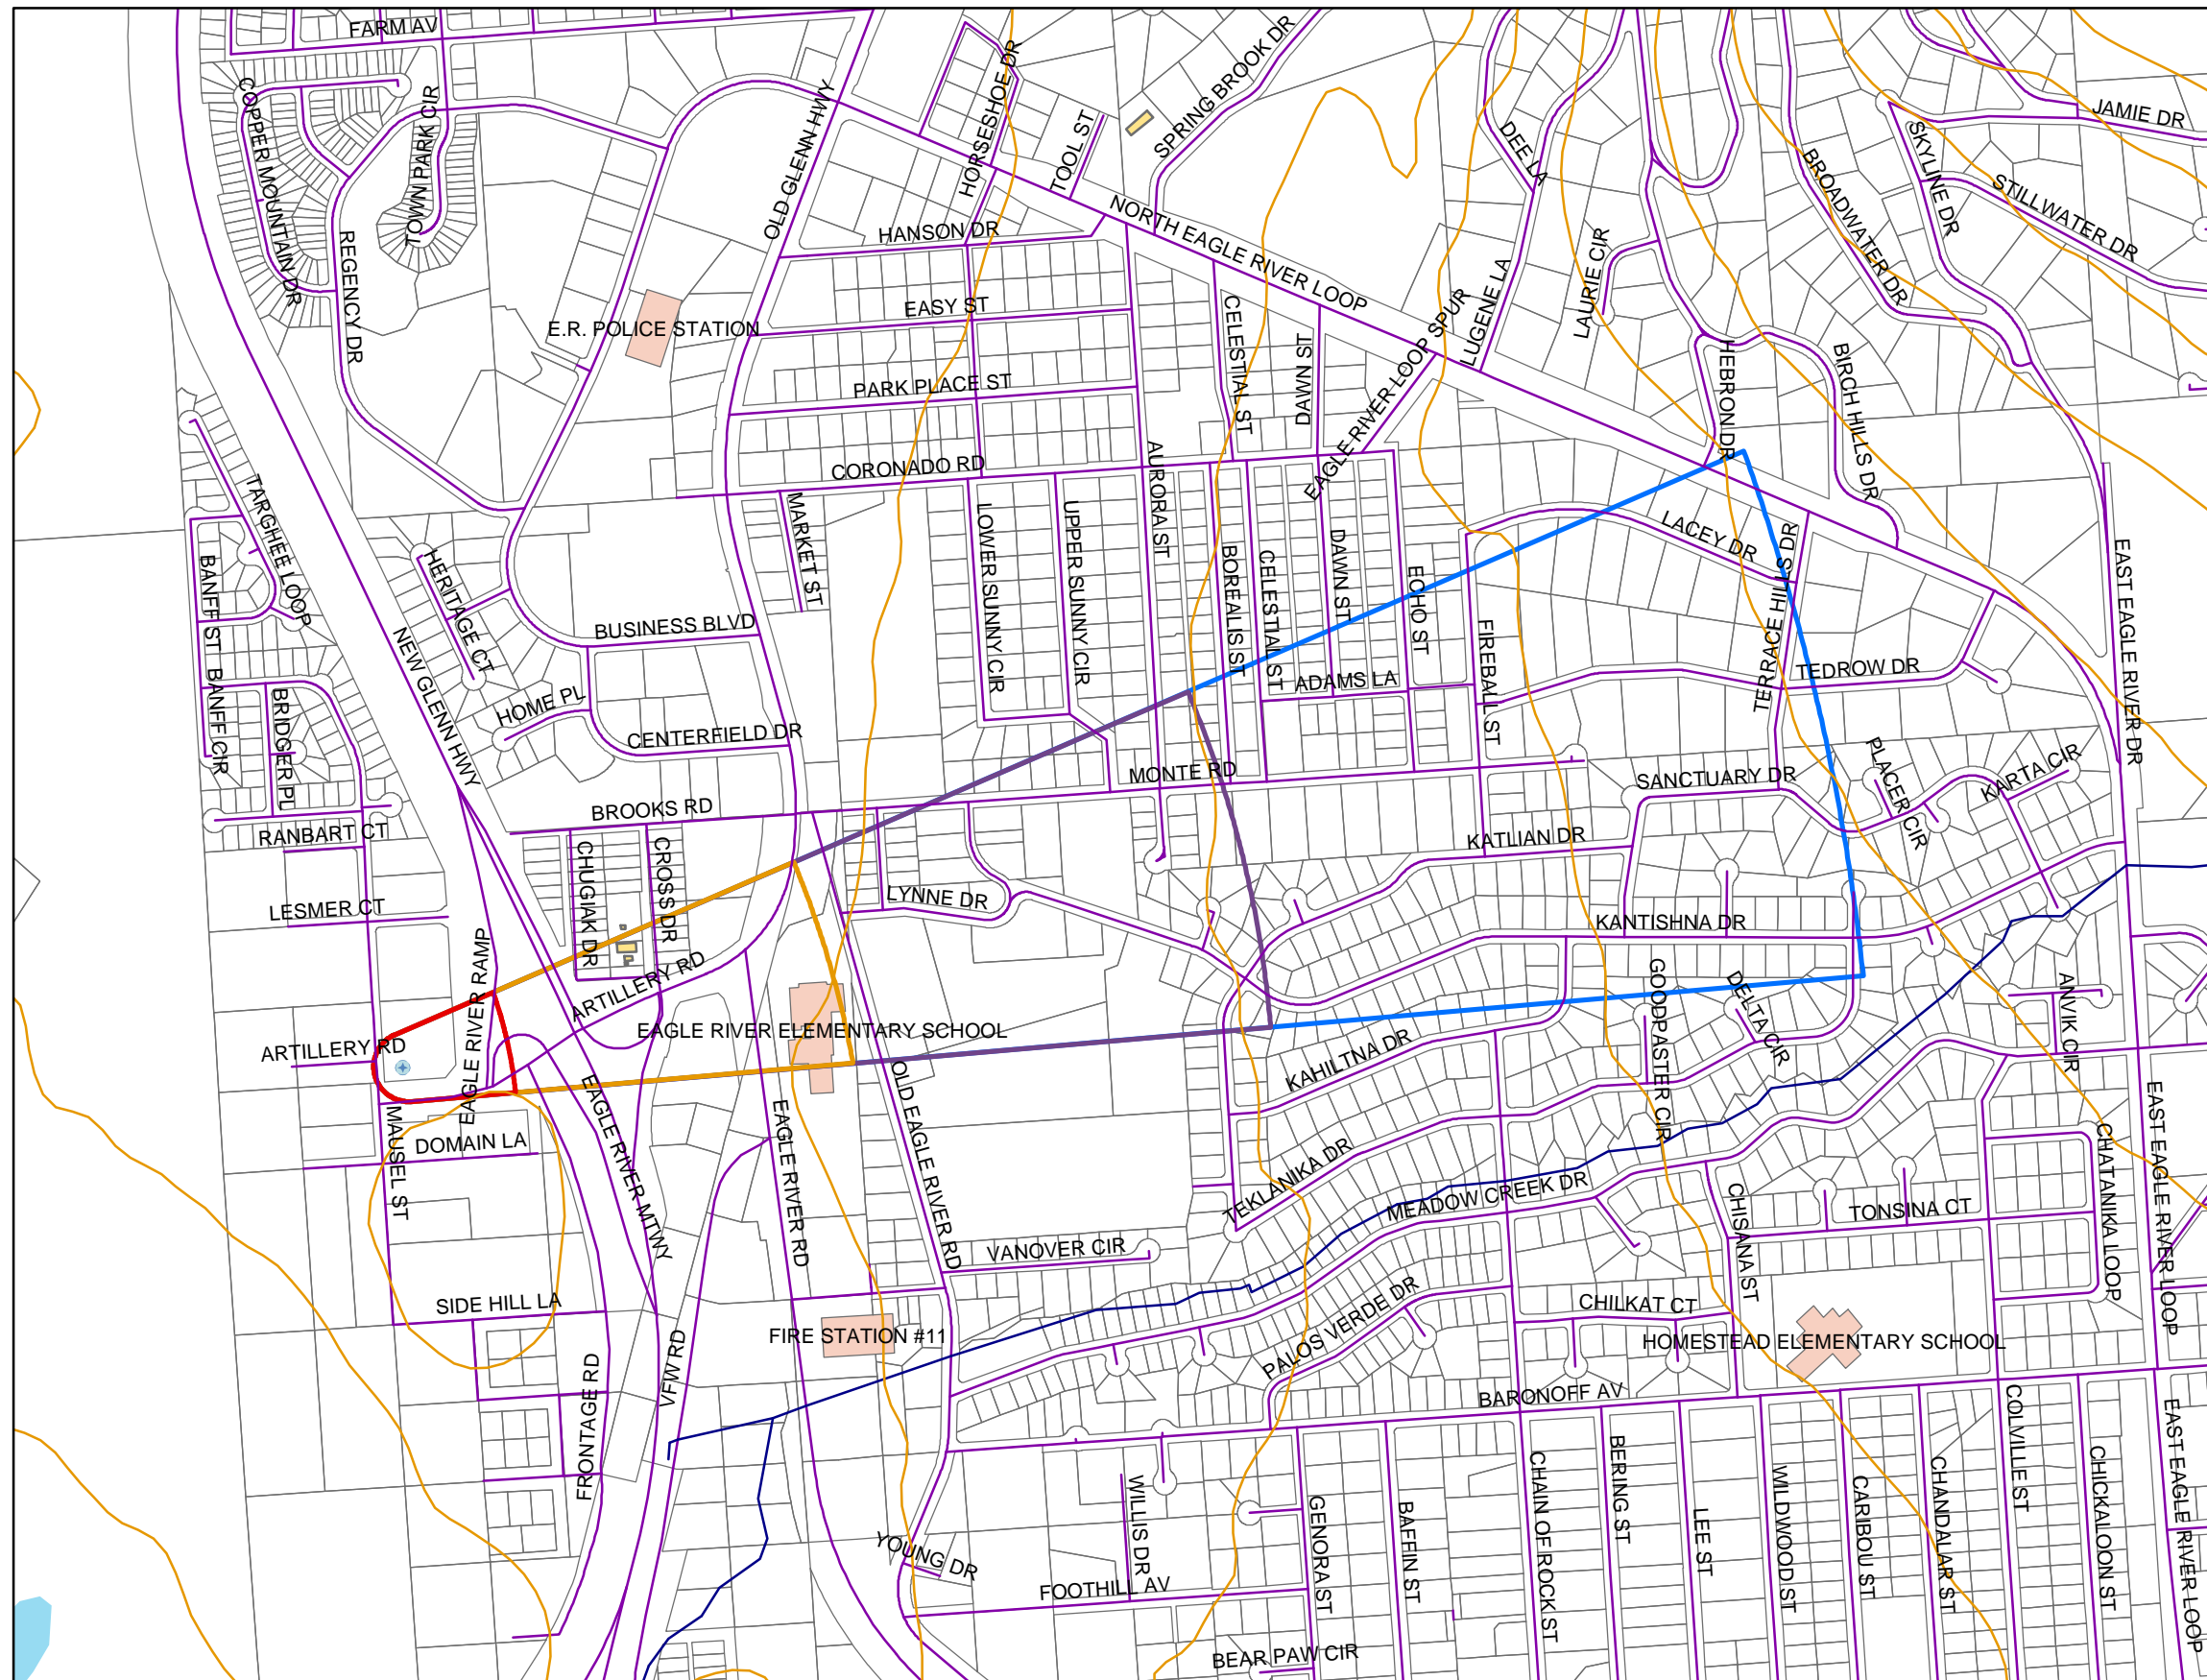 FARM AV
COPPER MOUNTAIN DR
TOWN PARK CIR
REGENCY DR
OLD GLENN HWY
HORSESHOE DR
TOOL ST
SPRING BROOK DR
DEE LA
JAMIE DR
SKYLINE DR
BROADWATER DR
STILLWATER DR
NORTH EAGLE RIVER LOOP
HANSON DR
LAURIE CIR
EASY ST
E.R. POLICE STATION
CELESTIAL ST
DAWN ST
EAGLE RIVER LOOP SPUR
LUGENE LA
HEBRON DR
BIRCH HILLS DR
PARK PLACE ST
CORONADO RD
AURORA ST
TARGHEE LOOP
MARKET ST
LOWER SUNNY CIR
UPPER SUNNY CIR
BOREALIS ST
CELESTIAL ST
DAWN ST
ECHO ST
LACEY DR
TERRACE HILLS DR
EAST EAGLE RIVER DR
BANFF ST
HERITAGE CT
BUSINESS BLVD
FIREBALL ST
NEW GLENN HWY
HOME PL
ADAMS LA
TEDROW DR
BANFF CIR
BRIDGER PL
CENTERFIELD DR
MONTE RD
SANCTUARY DR
PLACER CIR
KARTA CIR
BROOKS RD
RANBART CT
KATLIAN DR
CHUGIAK DR
CROSS DR
LYNNE DR
LESMER CT
KANTISHNA DR
EAGLE RIVER RAMP
ARTILLERY RD
GOODPASTER CIR
DELTA CIR
ANVIK CIR
EAGLE RIVER ELEMENTARY SCHOOL
ARTILLERY RD
KAHILTNA DR
OLD EAGLE RIVER RD
EAGLE RIVER MTWY
EAGLE RIVER RD
MAUSEL ST
DOMAIN LA
EAST EAGLE RIVER LOOP
CHATANIKA LOOP
TEKLANIKA DR
MEADOW CREEK DR
CHISANA ST
TONSINA CT
VANOVER CIR
SIDE HILL LA
PALOS VERDE DR
CHILKAT CT
FIRE STATION #11
HOMESTEAD ELEMENTARY SCHOOL
FRONTAGE RD
VFW RD
BARONOFF AV
COLVILLE ST
EAST EAGLE RIVER LOOP
CHAIN OF ROCK ST
BERING ST
WILLIS DR
GENORA ST
BAFFIN ST
LEE ST
WILDWOOD ST
CARIBOU ST
CHANDALAR ST
CHICKALOON ST
YOUNG DR
FOOTHILL AV
BEAR PAW CIR